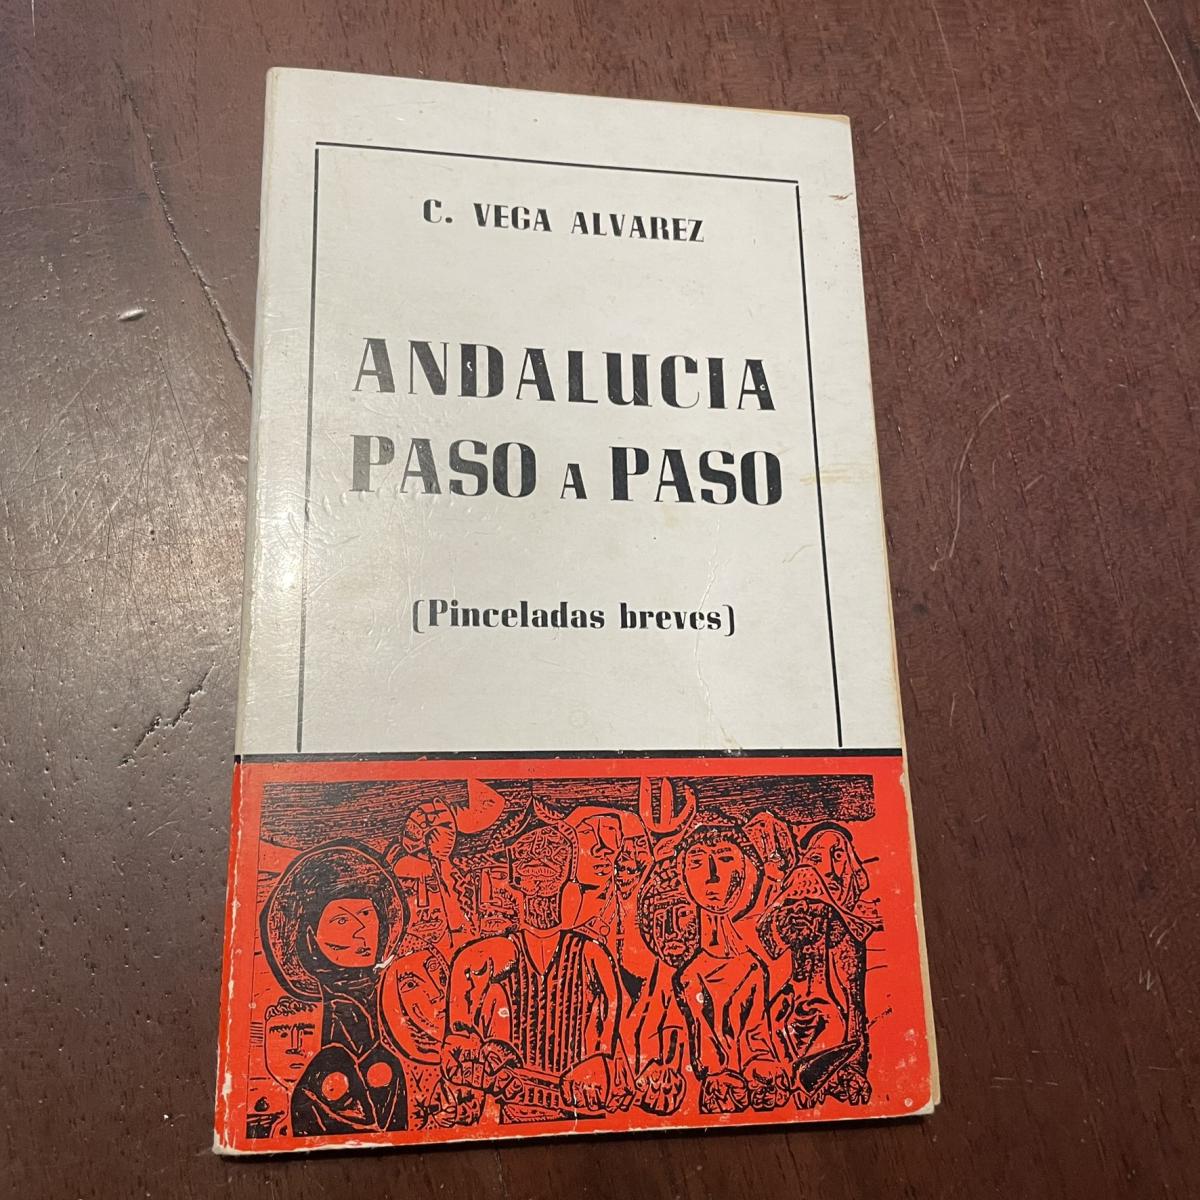 C. VEGA ALVAREZ
ANDALUCIA
PASO A PASO
(Pinceladas breves)